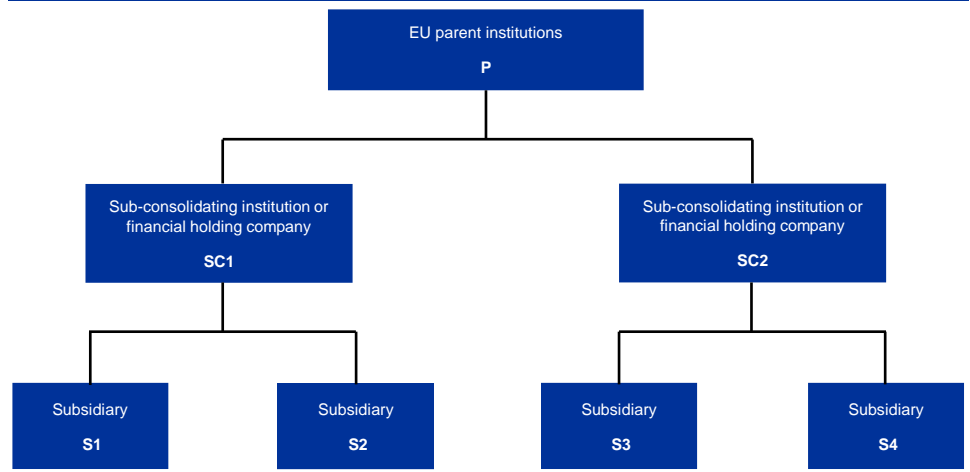 EU parent institutions
P
Sub-consolidating institution or
financial holding company
SC1
Sub-consolidating institution or
financial holding company
SC2
Subsidiary
S1
Subsidiary
S2
Subsidiary
S3
Subsidiary
S4